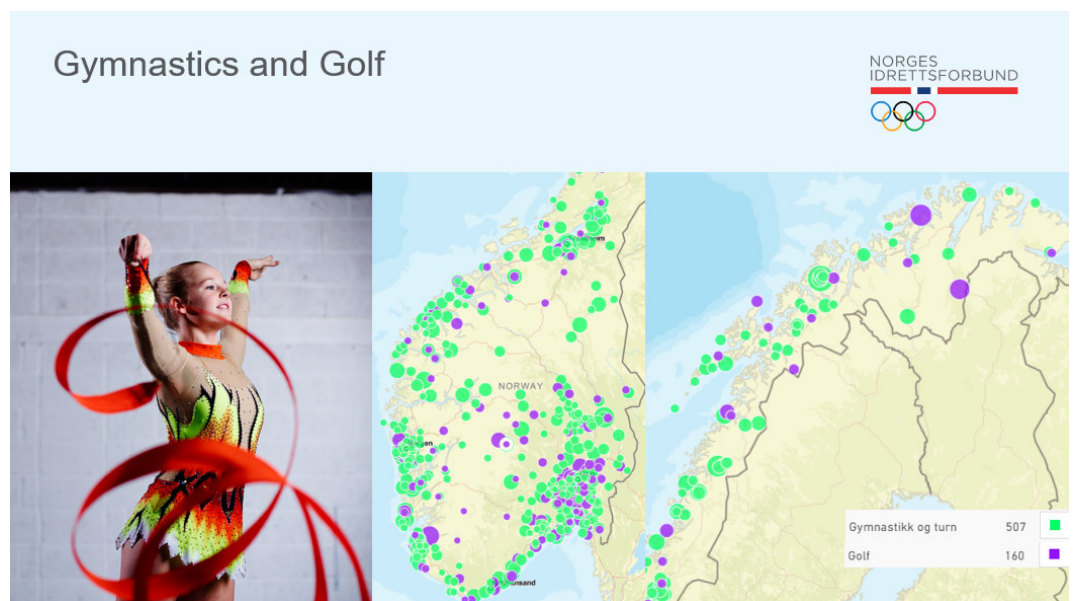 Gymnastics and Golf
NORGES
IDRETTSFORBUND
NORWAY
Gymnastikk og turn 507
Golf 160